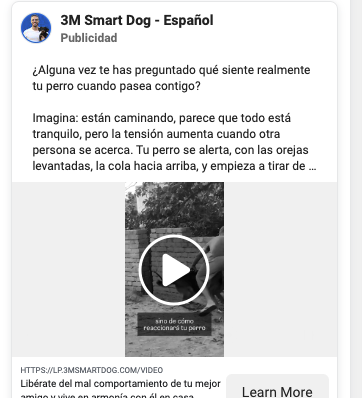 3M Smart Dog - Español
Publicidad
¿Alguna vez te has preguntado qué siente realmente
tu perro cuando pasea contigo?
Imagina: están caminando, parece que todo está
tranquilo, pero la tensión aumenta cuando otra
persona se acerca. Tu perro se alerta, con las orejas
levantadas, la cola hacia arriba, y empieza a tirar de ...
sino de cómo
reaccionará tu perro
HTTPS://LP.3MSMARTDOG.COM/VIDEO
Libérate del mal comportamiento de tu mejor
amigo y vive en armonía con él en casa
Learn More